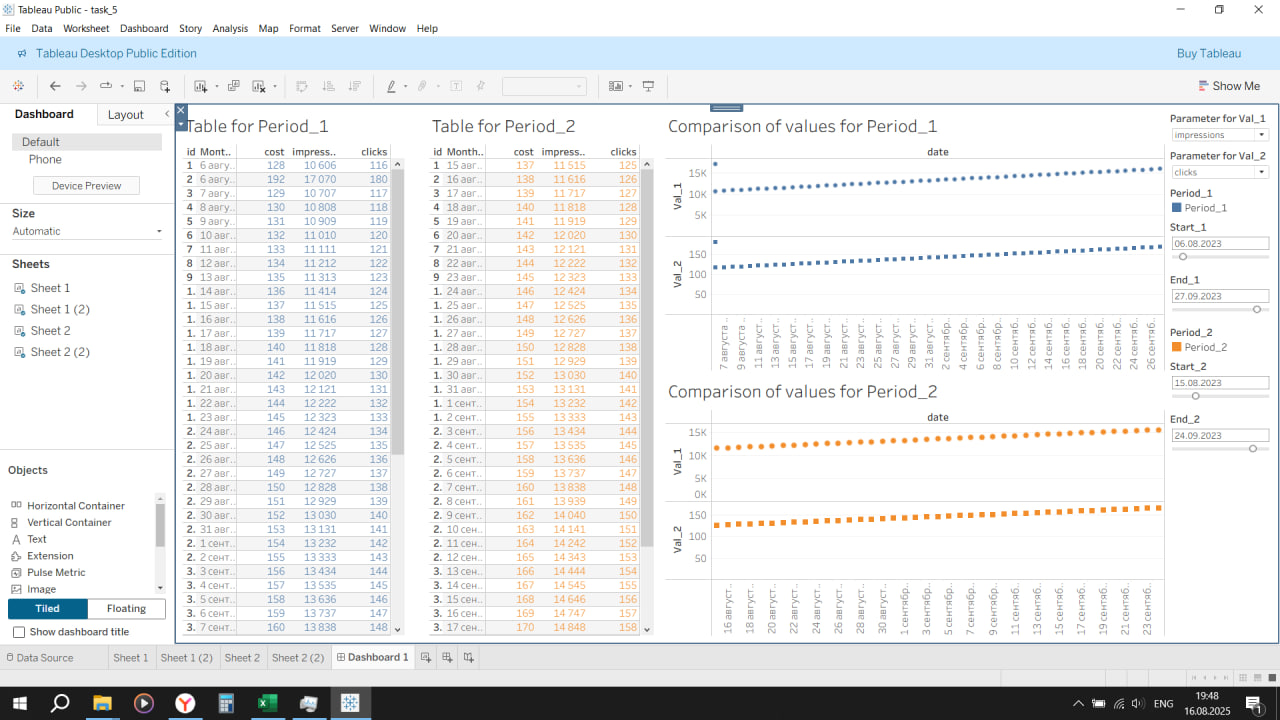 Tableau Public - task_5
File Data Worksheet Dashboard Story Analysis Map Format Server Window Help
Tableau Desktop Public Edition
Buy Tableau
Show Me
Dashboard Layout
Default
Phone
Device Preview
Size
Automatic
Sheets
Sheet 1
Sheet 1 (2)
Sheet 2
Sheet 2 (2)
Objects
Horizontal Container
Vertical Container
Text
Extension
Pulse Metric
Image
Tiled Floating
Show dashboard title
Table for Period_1
id Mont.. cost impress.. clicks
1 6 авгу.. 128 10 606 116
2 6 авгу.. 192 17 070 180
3 7 авгу.. 129 10 707 117
4 8 авгу.. 130 10 808 118
5 9 авгу.. 131 10 909 119
6 10 авг.. 132 11 010 120
7 11 авг.. 133 11 111 121
8 12 авг.. 134 11 212 122
9 13 авг.. 135 11 313 123
1. 14 авг.. 136 11 414 124
1. 15 авг.. 137 11 515 125
1. 16 авг.. 138 11 616 126
1. 17 авг.. 139 11 717 127
1. 18 авг.. 140 11 818 128
1. 19 авг.. 141 11 919 129
1. 20 авг.. 142 12 020 130
1. 21 авг.. 143 12 121 131
1. 22 авг.. 144 12 222 132
1. 23 авг.. 145 12 323 133
2. 24 авг.. 146 12 424 134
2. 25 авг.. 147 12 525 135
2. 26 авг.. 148 12 626 136
2. 27 авг.. 149 12 727 137
2. 28 авг.. 150 12 828 138
2. 29 авг.. 151 12 929 139
2. 30 авг.. 152 13 030 140
2. 31 авг.. 153 13 131 141
2. 1 сент.. 154 13 232 142
2. 2 сент.. 155 13 333 143
3. 3 сент.. 156 13 434 144
3. 4 сент.. 157 13 535 145
3. 5 сент.. 158 13 636 146
3. 6 сент.. 159 13 737 147
3. 7 сент.. 160 13 838 148
Table for Period_2
id Month.. cost impress.. clicks
1 15 авг.. 137 11 515 125
2 16 авг.. 138 11 616 126
3 17 авг.. 139 11 717 127
4 18 авг.. 140 11 818 128
5 19 авг.. 141 11 919 129
6 20 авг.. 142 12 020 130
7 21 авг.. 143 12 121 131
8 22 авг.. 144 12 222 132
9 23 авг.. 145 12 323 133
1. 24 авг.. 146 12 424 134
1. 25 авг.. 147 12 525 135
1. 26 авг.. 148 12 626 136
1. 27 авг.. 149 12 727 137
1. 28 авг.. 150 12 828 138
1. 29 авг.. 151 12 929 139
1. 30 авг.. 152 13 030 140
1. 31 авг.. 153 13 131 141
1. 1 сент.. 154 13 232 142
1. 2 сент.. 155 13 333 143
2. 3 сент.. 156 13 434 144
2. 4 сент.. 157 13 535 145
2. 5 сент.. 158 13 636 146
2. 6 сент.. 159 13 737 147
2. 7 сент.. 160 13 838 148
2. 8 сент.. 161 13 939 149
2. 9 сент.. 162 14 040 150
2. 10 сен.. 163 14 141 151
2. 11 сен.. 164 14 242 152
2. 12 сен.. 165 14 343 153
3. 13 сен.. 166 14 444 154
3. 14 сен.. 167 14 545 155
3. 15 сен.. 168 14 646 156
3. 16 сен.. 169 14 747 157
3. 17 сен.. 170 14 848 158
Comparison of values for Period_1
date
Val_1
15K
10K
5K
Val_2
150
100
50
7 августа ..
9 августа ..
11 август..
13 август..
15 август..
17 август..
19 август..
21 август..
23 август..
25 август..
27 август..
29 август..
31 август..
2 сентябр..
4 сентябр..
6 сентябр..
8 сентябр..
10 сентяб..
12 сентяб..
14 сентяб..
16 сентяб..
18 сентяб..
20 сентяб..
22 сентяб..
24 сентяб..
26 сентяб..
Comparison of values for Period_2
date
Val_1
15K
10K
5K
0K
Val_2
150
100
50
16 август..
18 август..
20 август..
22 август..
24 август..
26 август..
28 август..
30 август..
1 сентябр..
3 сентябр..
5 сентябр..
7 сентябр..
9 сентябр..
11 сентяб..
13 сентяб..
15 сентяб..
17 сентяб..
19 сентяб..
21 сентяб..
23 сентяб..
Parameter for Val_1
impressions
Parameter for Val_2
clicks
Period_1
Period_1
Start_1
06.08.2023
End_1
27.09.2023
Period_2
Period_2
Start_2
15.08.2023
End_2
24.09.2023
Data Source Sheet 1 Sheet 1 (2) Sheet 2 Sheet 2 (2) Dashboard 1
ENG
19:48
16.08.2025
1